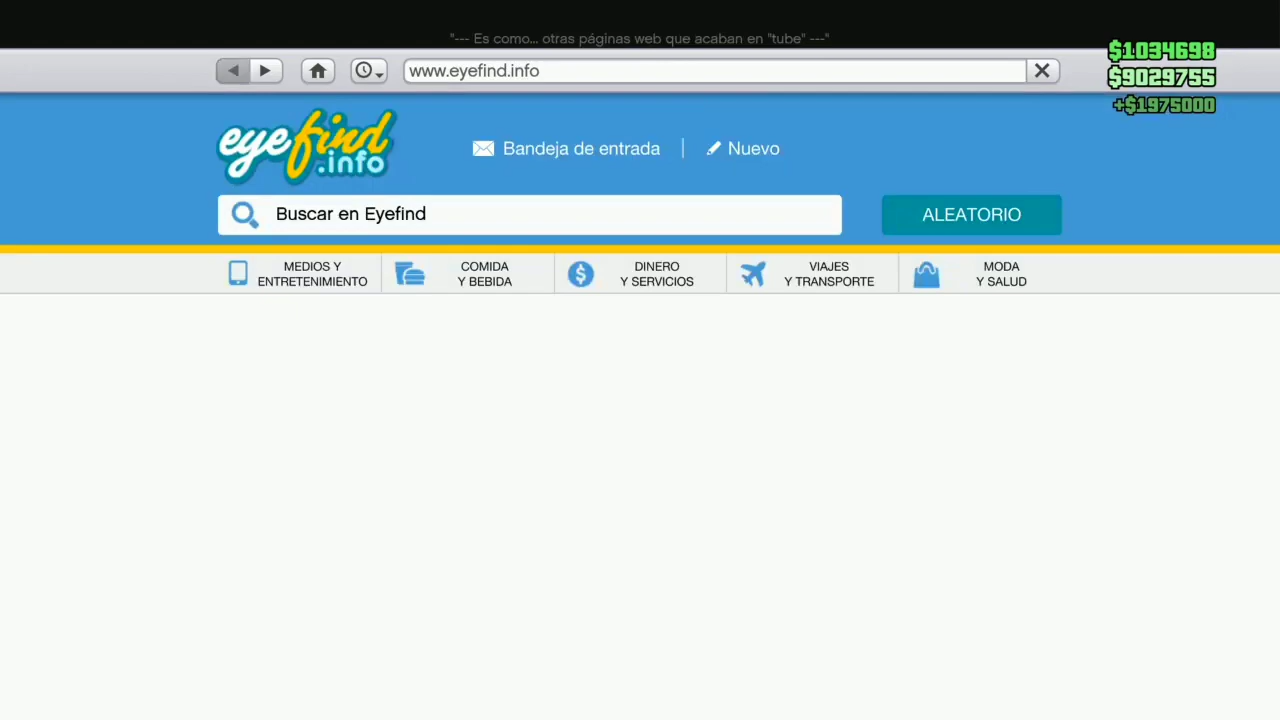 "--- Es como... otras páginas web que acaban en "tube" ---"
$1034698
www.eyefind.info
$9029755
+$1975000
eyefind
.info
Bandeja de entrada
Nuevo
Buscar en Eyefind
ALEATORIO
MEDIOS Y
ENTRETENIMIENTO
COMIDA
Y BEBIDA
DINERO
Y SERVICIOS
VIAJES
Y TRANSPORTE
MODA
Y SALUD